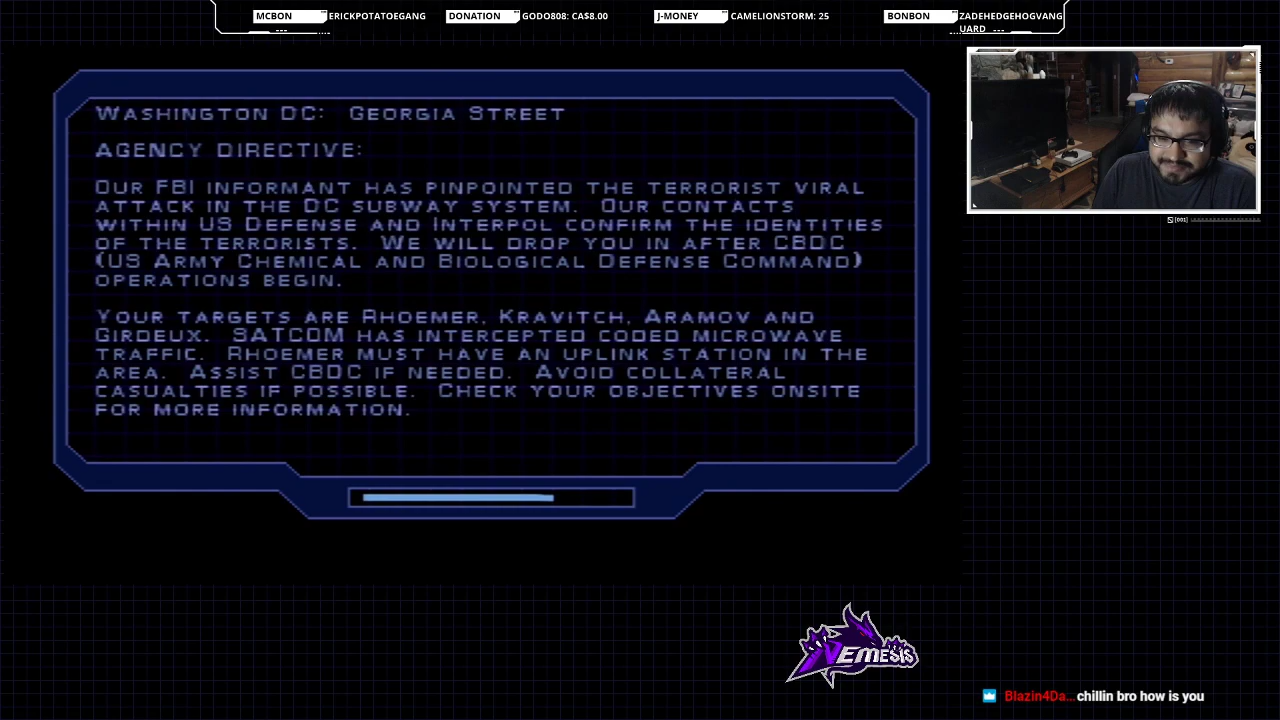 MCBON ERICKPOTATOEGANG DONATION GODO808: CA$8.00 J-MONEY CAMELIONSTORM: 25 BONBON ZADEHEDGEHOGVANG
--- UARD ---
WASHINGTON DC: GEORGIA STREET
AGENCY DIRECTIVE:
OUR FBI INFORMANT HAS PINPOINTED THE TERRORIST VIRAL
ATTACK IN THE DC SUBWAY SYSTEM. OUR CONTACTS
WITHIN US DEFENSE AND INTERPOL CONFIRM THE IDENTITIES
OF THE TERRORISTS. WE WILL DROP YOU IN AFTER CBDC
(US ARMY CHEMICAL AND BIOLOGICAL DEFENSE COMMAND)
OPERATIONS BEGIN.
YOUR TARGETS ARE RHOEMER, KRAVITCH, ARAMOV AND
GIRDEUX. SATCOM HAS INTERCEPTED CODED MICROWAVE
TRAFFIC. RHOEMER MUST HAVE AN UPLINK STATION IN THE
AREA. ASSIST CBDC IF NEEDED. AVOID COLLATERAL
CASUALTIES IF POSSIBLE. CHECK YOUR OBJECTIVES ONSITE
FOR MORE INFORMATION.
[001]
NEMESIS
Blazin4Da... chillin bro how is you